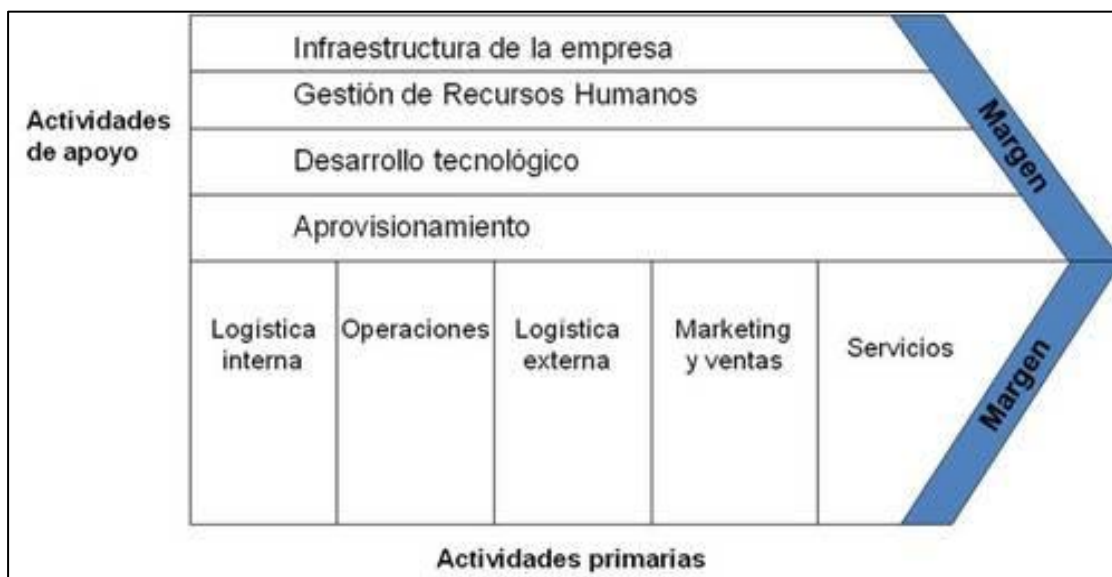 Infraestructura de la empresa
Gestión de Recursos Humanos
Actividades
de apoyo
Desarrollo tecnológico
Aprovisionamiento
Margen
Logística
interna
Operaciones
Logística
externa
Marketing
y ventas
Servicios
Margen
Actividades primarias